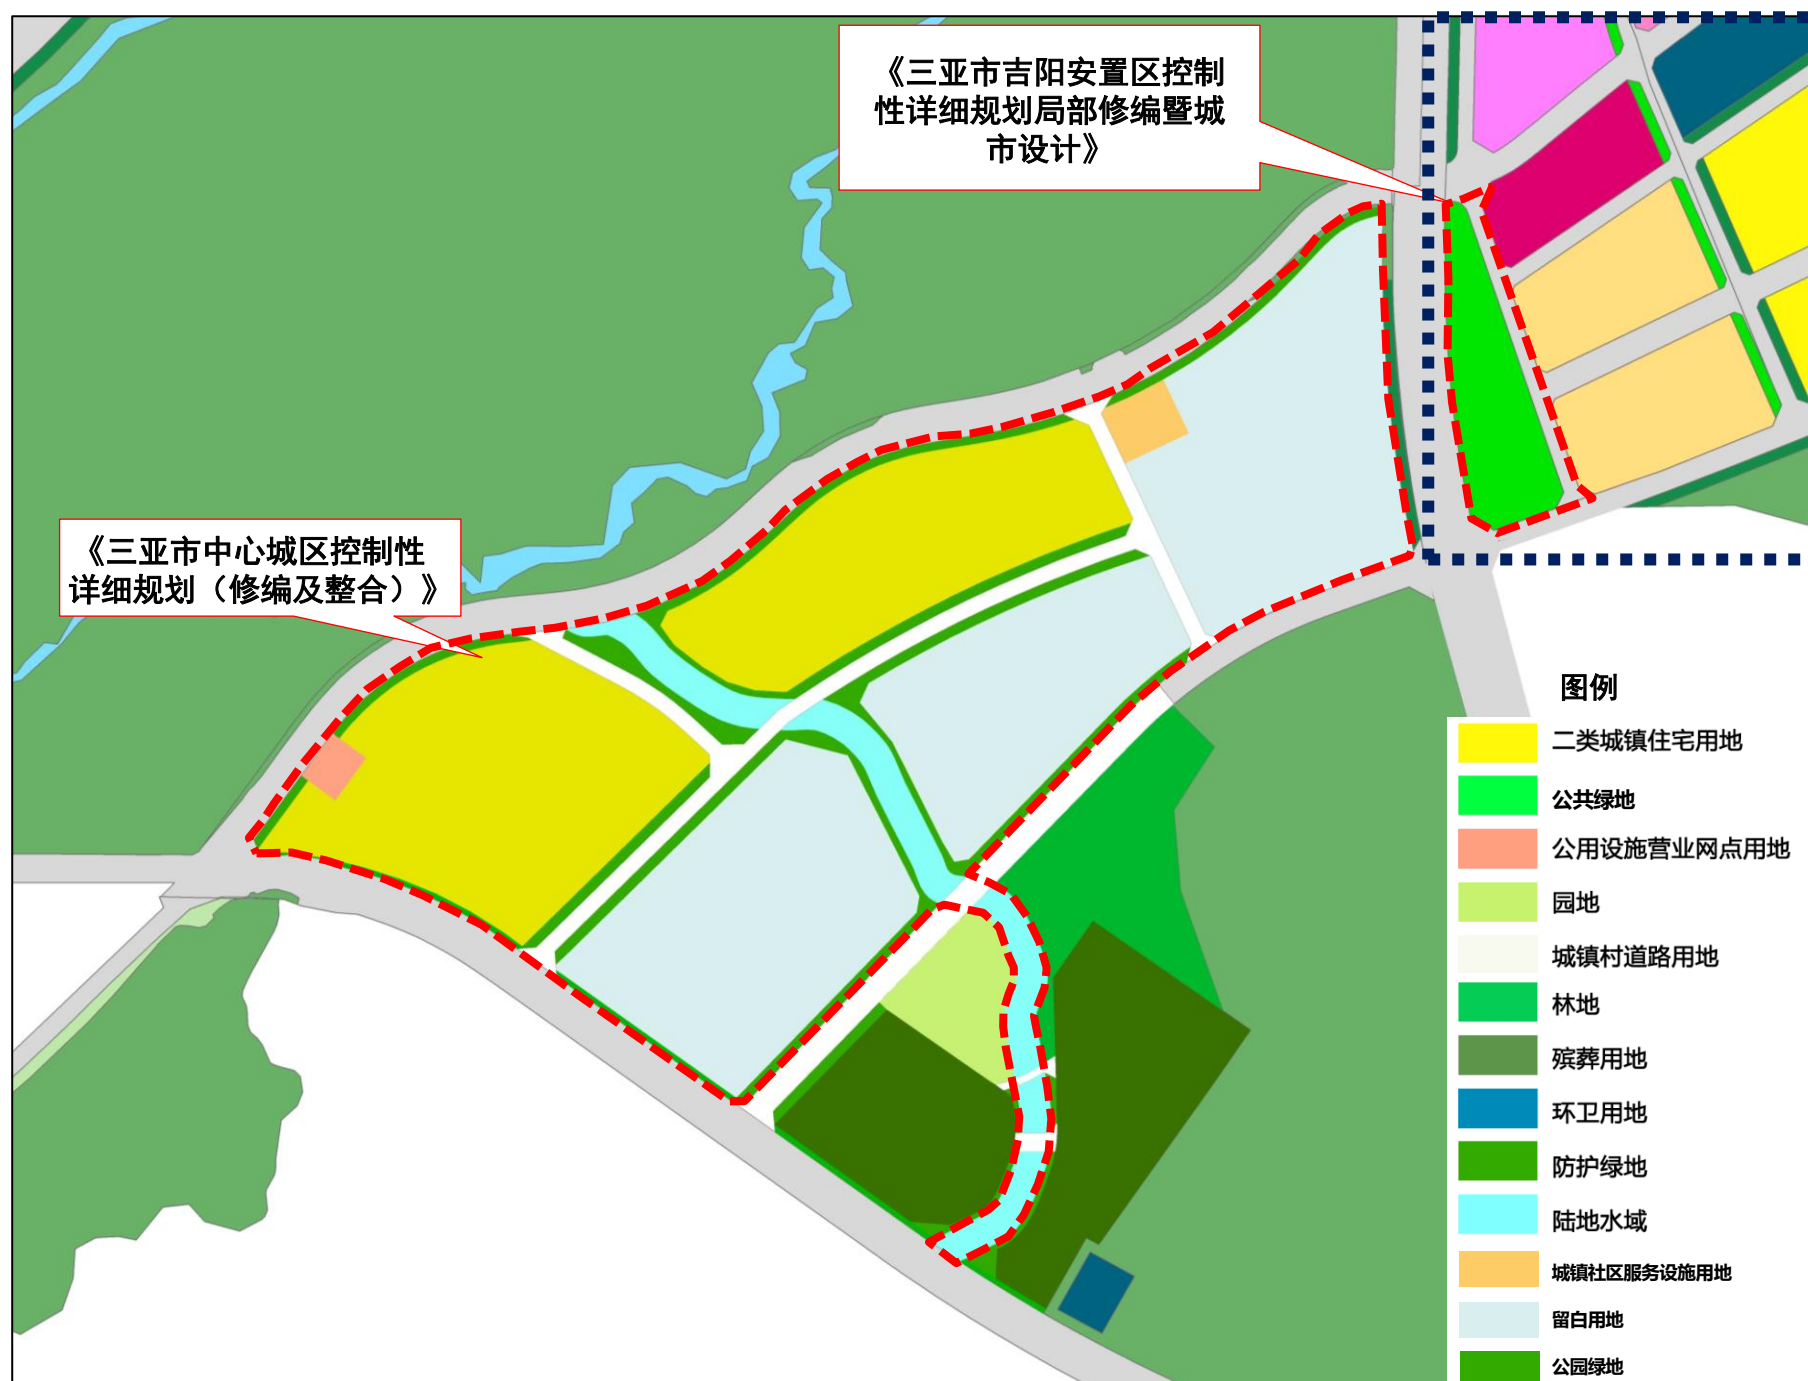 《三亚市吉阳安置区控制
性详细规划局部修编暨城
市设计》
《三亚市中心城区控制性
详细规划（修编及整合）》
图例
二类城镇住宅用地
公共绿地
公用设施营业网点用地
园地
城镇村道路用地
林地
殡葬用地
环卫用地
防护绿地
陆地水域
城镇社区服务设施用地
留白用地
公园绿地